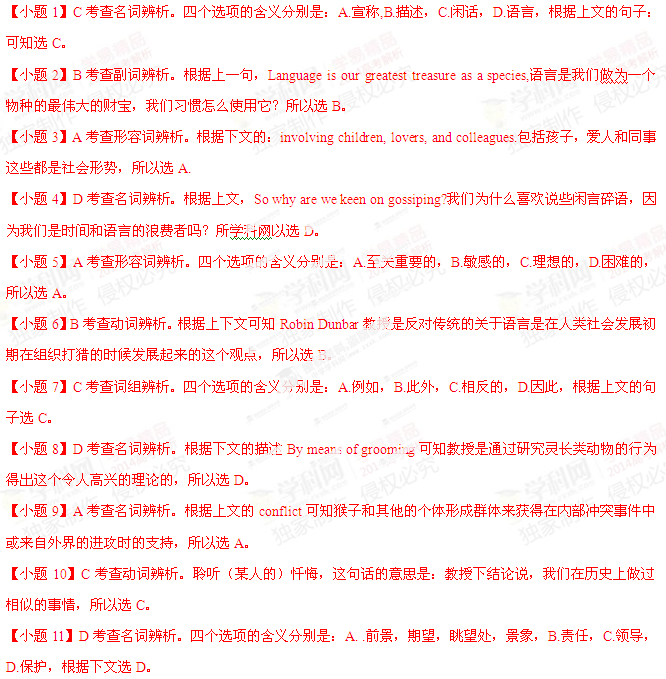 【小题 1】C 考查名词辨析。四个选项的含义分别是：A.宣称,B.描述，C.闲话，D.语言，根据上文的句子；
可知选 C。
【小题 2】B 考查副词辨析。根据上一句，Language is our greatest treasure as a species,语言是我们做为一个
物种的最伟大的财宝，我们习惯怎么使用它？所以选 B。
【小题 3】A 考查形容词辨析。根据下文的：involving children, lovers, and colleagues.包括孩子，爱人和同事
这些都是社会形势，所以选 A.
【小题 4】D 考查名词辨析。根据上文，So why are we keen on gossiping?我们为什么喜欢说些闲言碎语，因
为我们是时间和语言的浪费者吗？所学科网以选 D。
【小题 5】A 考查形容词辨析。四个选项的含义分别是：A.至关重要的，B.敏感的，C.理想的，D.困难的，
所以选 A。
【小题 6】B 考查动词辨析。根据上下文可知 Robin Dunbar 教授是反对传统的关于语言是在人类社会发展初
期在组织打猎的时候发展起来的这个观点，所以选 B。
【小题 7】C 考查词组辨析。四个选项的含义分别是：A.例如，B.此外，C.相反的，D.因此，根据上文的句
子选 C。
【小题 8】D 考查名词辨析。根据下文的描述 By means of grooming 可知教授是通过研究灵长类动物的行为
得出这个令人高兴的理论的，所以选 D。
【小题 9】A 考查名词辨析。根据上文的 conflict 可知猴子和其他的个体形成群体来获得在内部冲突事件中
或来自外界的进攻时的支持，所以选 A。
【小题 10】C 考查动词辨析。聆听（某人的）忏悔，这句话的意思是：教授下结论说，我们在历史上做过
相似的事情，所以选 C。
【小题 11】D 考查名词辨析。四个选项的含义分别是：A. .前景，期望，眺望处，景象，B.责任，C.领导，
D.保护，根据下文选 D。